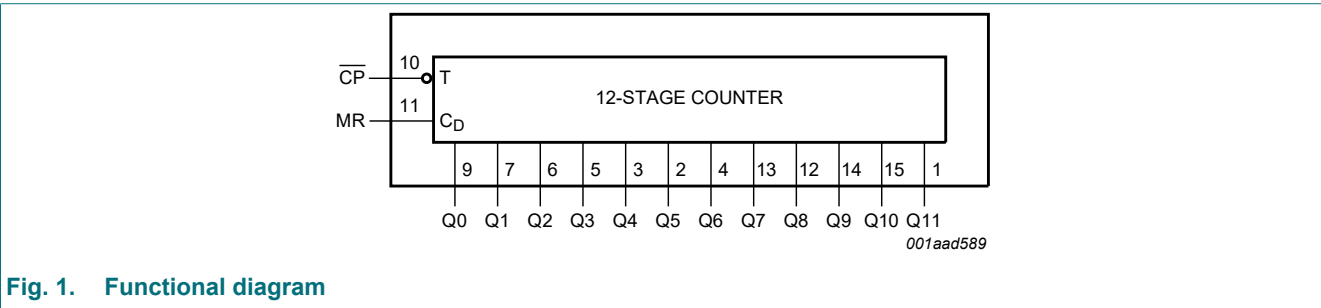 10
CP T
12-STAGE COUNTER
11
MR CD
9 7 6 5 3 2 4 13 12 14 15 1
Q0 Q1 Q2 Q3 Q4 Q5 Q6 Q7 Q8 Q9 Q10 Q11
001aad589
Fig. 1. Functional diagram